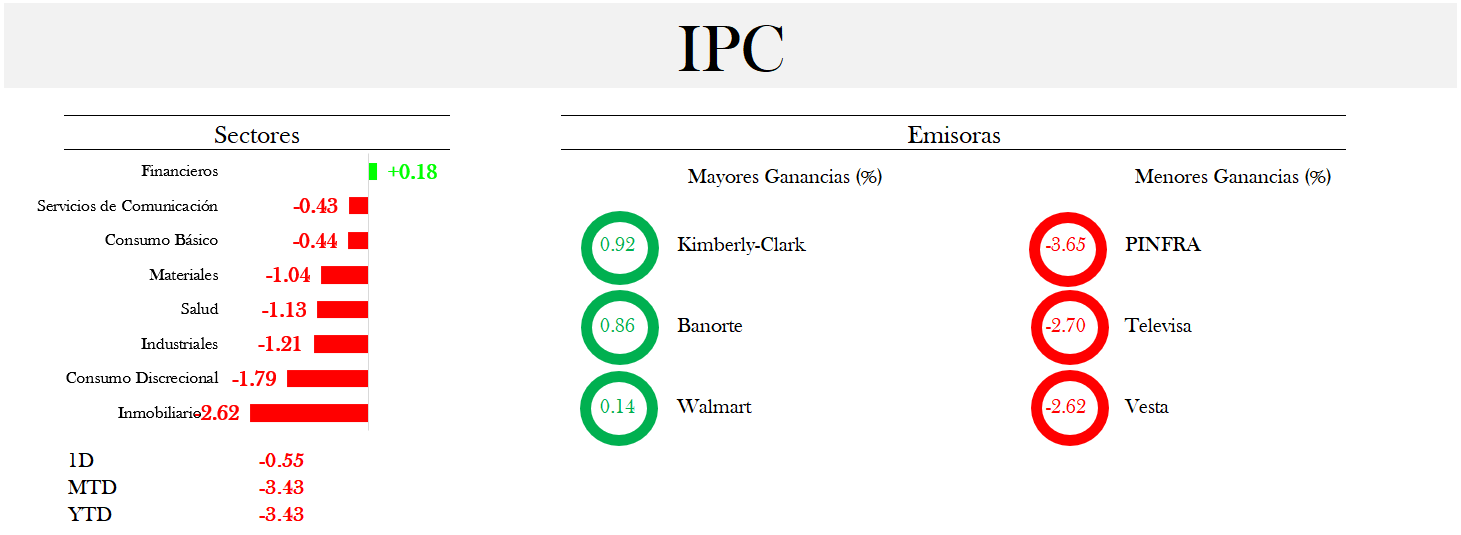 IPC
Sectores
Financieros +0.18
Servicios de Comunicación -0.43
Consumo Básico -0.44
Materiales -1.04
Salud -1.13
Industriales -1.21
Consumo Discrecional -1.79
Inmobiliario -2.62
1D -0.55
MTD -3.43
YTD -3.43
Emisoras
Mayores Ganancias (%)
0.92 Kimberly-Clark
0.86 Banorte
0.14 Walmart
Menores Ganancias (%)
-3.65 PINFRA
-2.70 Televisa
-2.62 Vesta